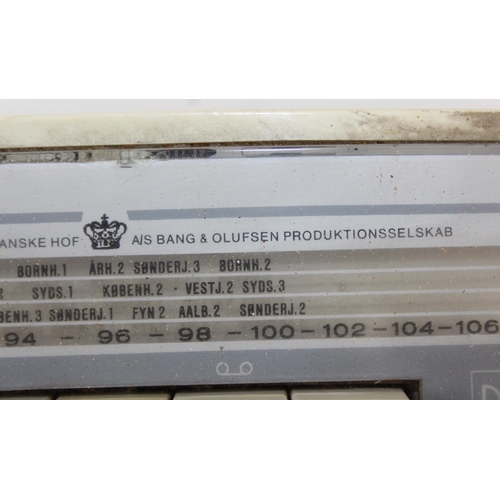 ANSKE HOF A/S BANG & OLUFSEN PRODUKTIONSSELSKAB
BORNH.1 ÅRH.2 SØNDERJ.3 BORNH.2
SYDS.1 KØBENH.2 · VESTJ.2 SYDS.3
BENH.3 SØNDERJ.1 FYN 2 AALB.2 SØNDERJ.2
94 – 96 – 98 – 100 – 102 – 104 – 106